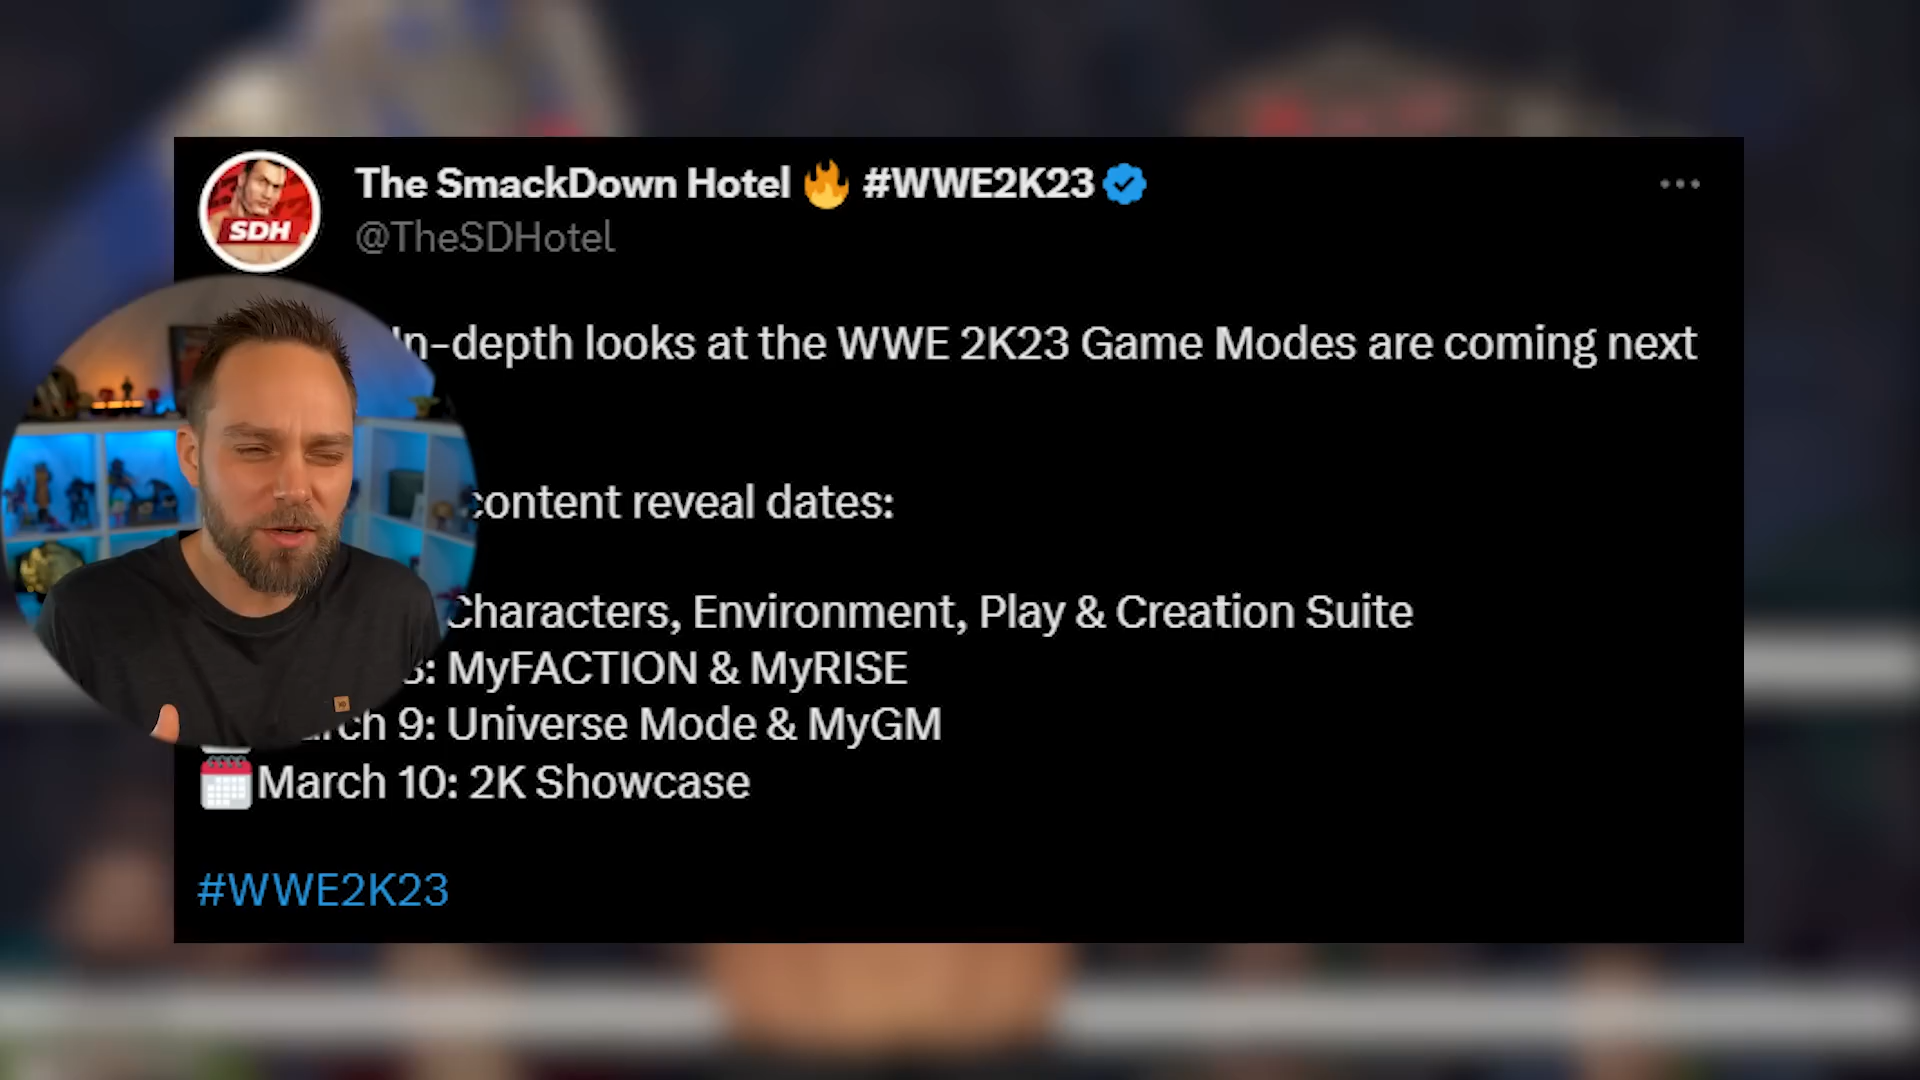 The SmackDown Hotel 🔥 #WWE2K23
@TheSDHotel
SDH
In-depth looks at the WWE 2K23 Game Modes are coming next
content reveal dates:
Characters, Environment, Play & Creation Suite
: MyFACTION & MyRISE
9: Universe Mode & MyGM
March 10: 2K Showcase
#WWE2K23